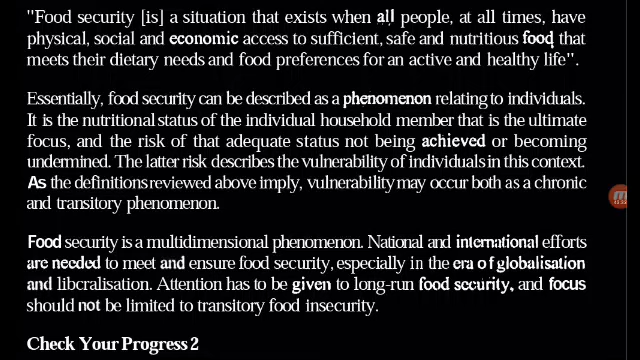 "Food security [is] a situation that exists when all people, at all times, have
physical, social and economic access to sufficient, safe and nutritious food that
meets their dietary needs and food preferences for an active and healthy life".
Essentially, food security can be described as a phenomenon relating to individuals.
It is the nutritional status of the individual household member that is the ultimate
focus, and the risk of that adequate status not being achieved or becoming
undermined. The latter risk describes the vulnerability of individuals in this context.
As the definitions reviewed above imply, vulnerability may occur both as a chronic
and transitory phenomenon.
Food security is a multidimensional phenomenon. National and international efforts
are needed to meet and ensure food security, especially in the era of globalisation
and libcralisation. Attention has to be given to long-run food security, and focus
should not be limited to transitory food insecurity.
Check Your Progress 2